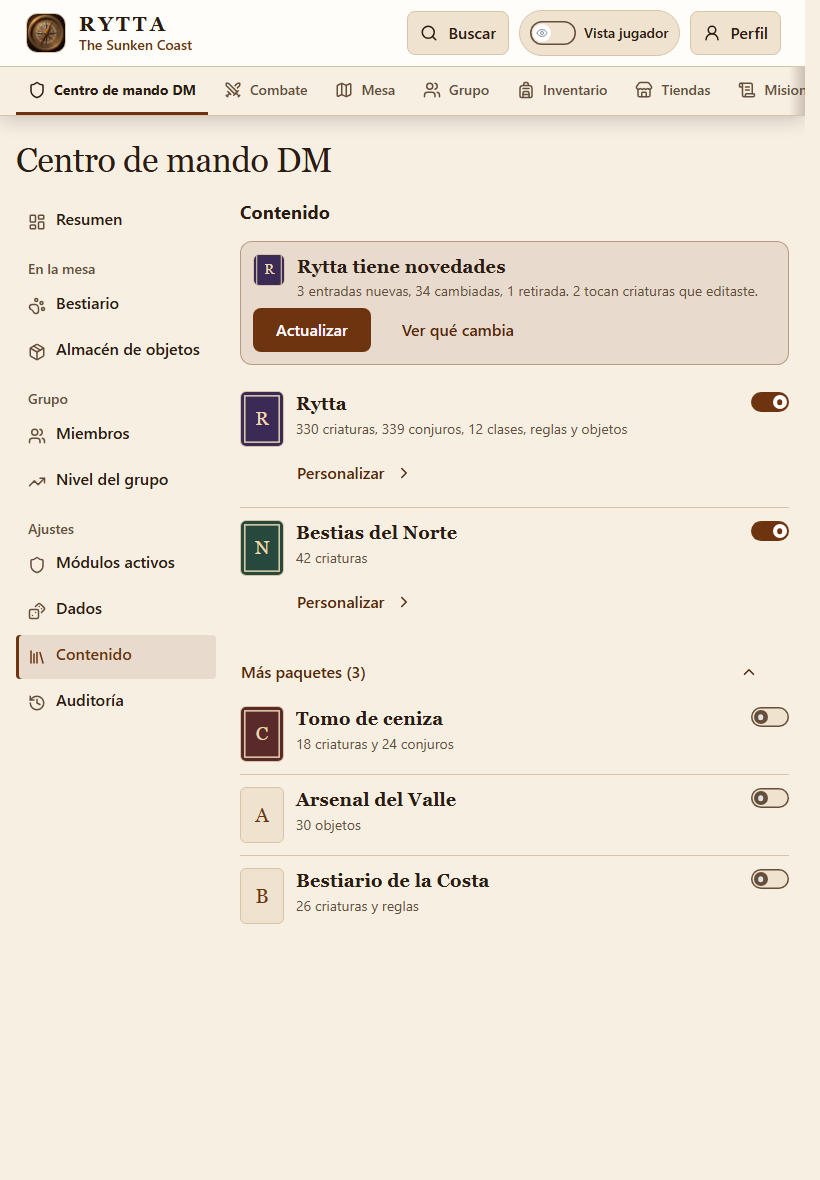 RYTTA
The Sunken Coast
Buscar
Vista jugador
Perfil
Centro de mando DM
Combate
Mesa
Grupo
Inventario
Tiendas
Mision
Centro de mando DM
Resumen
En la mesa
Bestiario
Almacén de objetos
Grupo
Miembros
Nivel del grupo
Ajustes
Módulos activos
Dados
Contenido
Auditoría
Contenido
R
Rytta tiene novedades
3 entradas nuevas, 34 cambiadas, 1 retirada. 2 tocan criaturas que editaste.
Actualizar
Ver qué cambia
R
Rytta
330 criaturas, 339 conjuros, 12 clases, reglas y objetos
Personalizar
N
Bestias del Norte
42 criaturas
Personalizar
Más paquetes (3)
C
Tomo de ceniza
18 criaturas y 24 conjuros
A
Arsenal del Valle
30 objetos
B
Bestiario de la Costa
26 criaturas y reglas